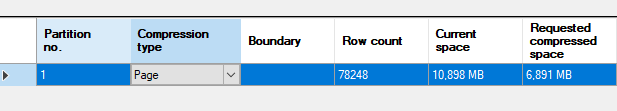 Partition no.
Compression type
Boundary
Row count
Current space
Requested compressed space
1
Page
78248
10,898 MB
6,891 MB